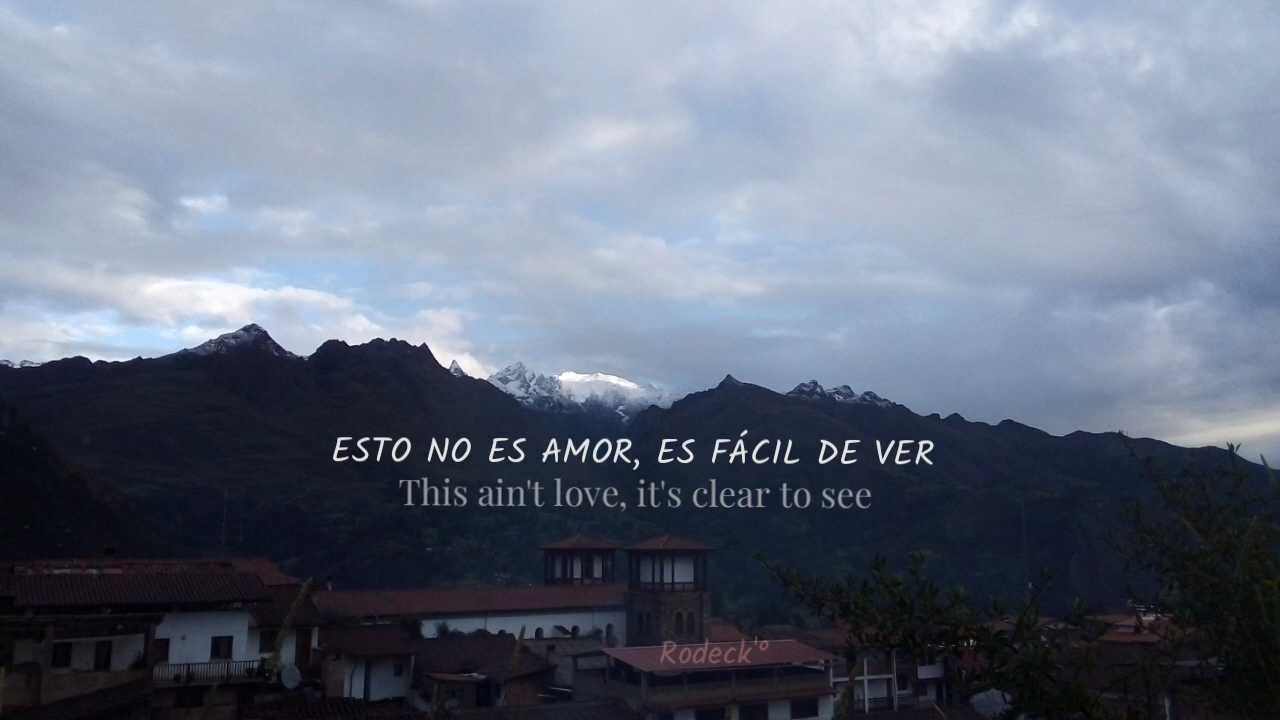 ESTO NO ES AMOR, ES FÁCIL DE VER
This ain't love, it's clear to see
Rodeck'o